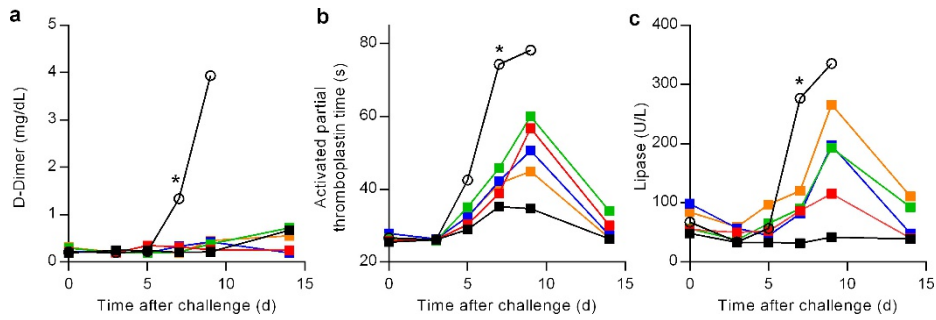 a
D-Dimer (mg/dL)
5
4
3
2
1
0
*
0 5 10 15
Time after challenge (d)
b
Activated partial
thromboplastin time (s)
80
60
40
20
*
0 5 10 15
Time after challenge (d)
c
Lipase (U/L)
400
300
200
100
0
*
0 5 10 15
Time after challenge (d)